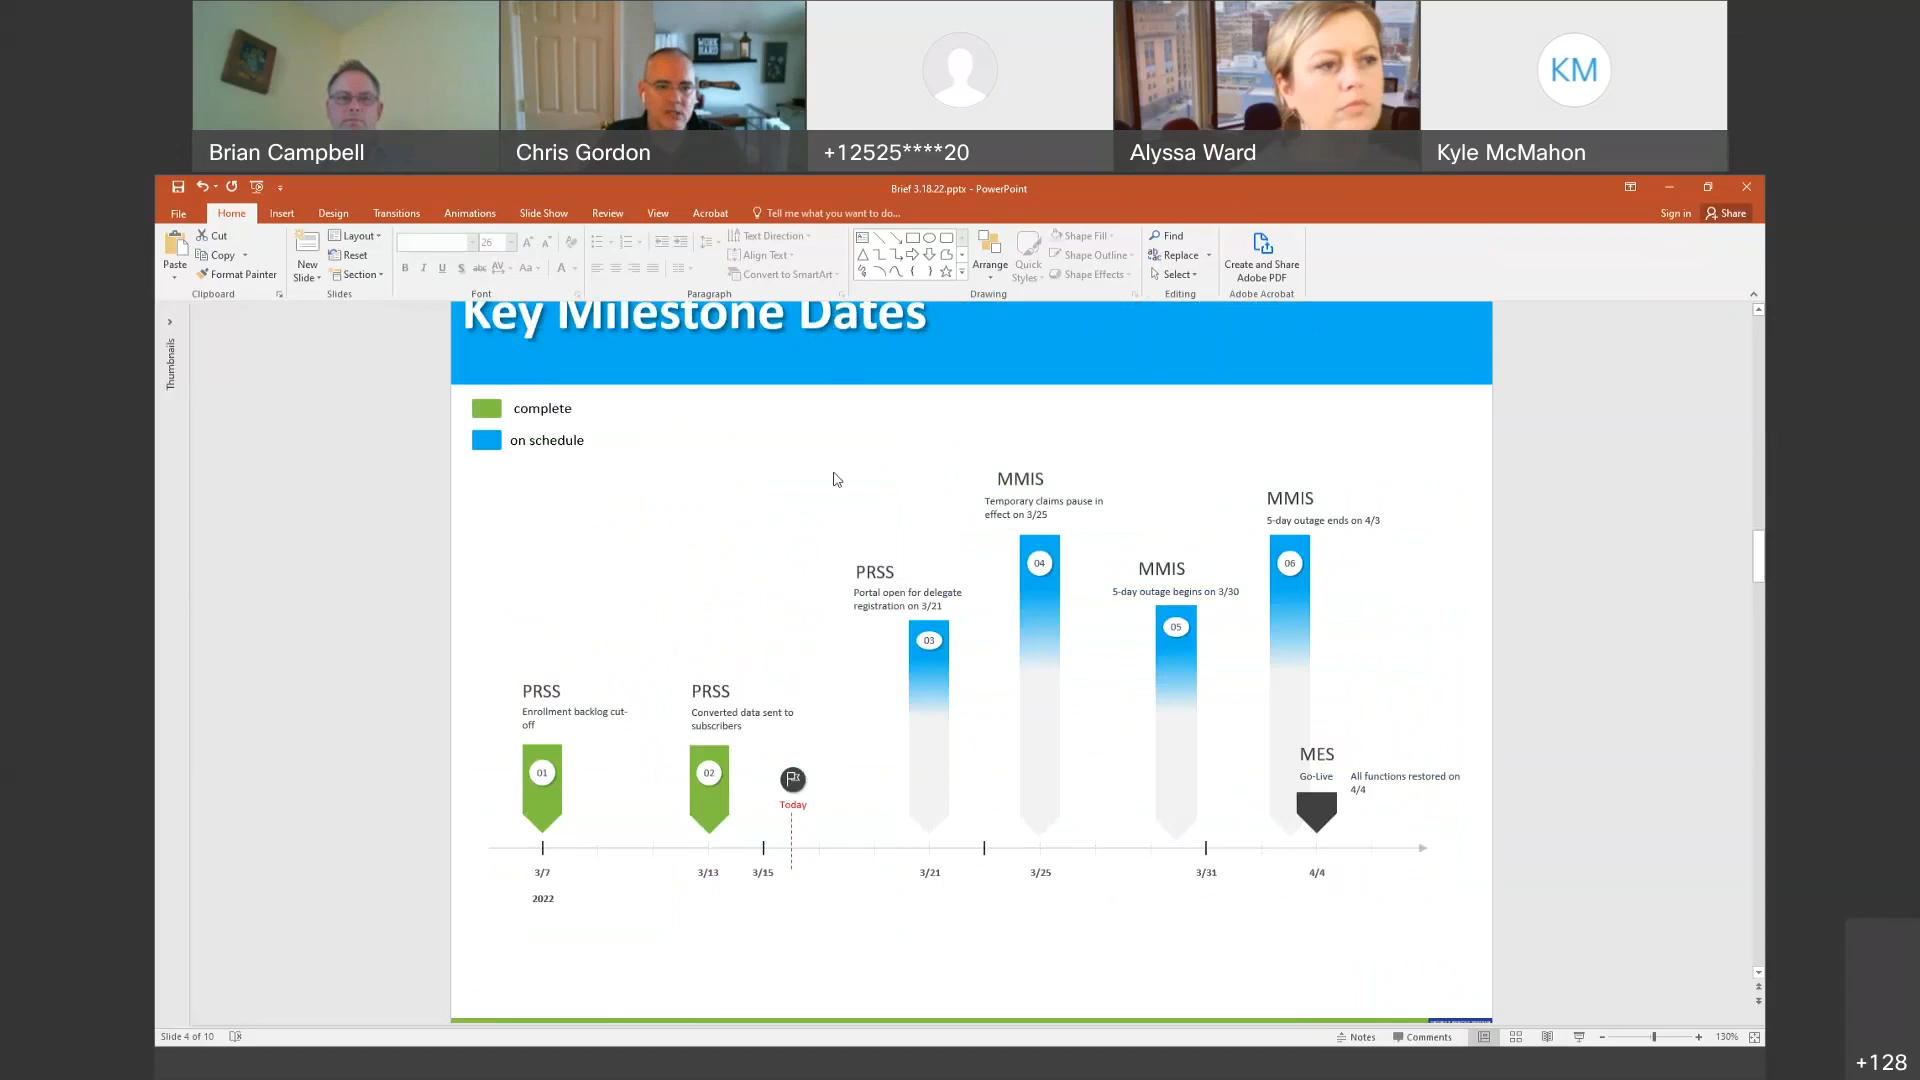 KM
Brian Campbell
Chris Gordon
+12525****20
Alyssa Ward
Kyle McMahon
Brief 3.18.22.pptx - PowerPoint
File
Home
Insert
Design
Transitions
Animations
Slide Show
Review
View
Acrobat
Tell me what you want to do...
Sign in
Share
Paste
Cut
Copy
Format Painter
Clipboard
New
Slide
Layout
Reset
Section
Slides
26
B I U S abc AV Aa A
Font
Text Direction
Align Text
Convert to SmartArt
Paragraph
Arrange
Quick
Styles
Shape Fill
Shape Outline
Shape Effects
Drawing
Find
Replace
Select
Editing
Create and Share
Adobe PDF
Adobe Acrobat
Thumbnails
Key Milestone Dates
complete
on schedule
MMIS
Temporary claims pause in
effect on 3/25
04
MMIS
5-day outage ends on 4/3
06
PRSS
Portal open for delegate
registration on 3/21
03
MMIS
5-day outage begins on 3/30
05
PRSS
Enrollment backlog cut-
off
01
PRSS
Converted data sent to
subscribers
02
Today
MES
Go-Live
All functions restored on
4/4
3/7
3/13
3/15
3/21
3/25
3/31
4/4
2022
Slide 4 of 10
Notes
Comments
130%
+128